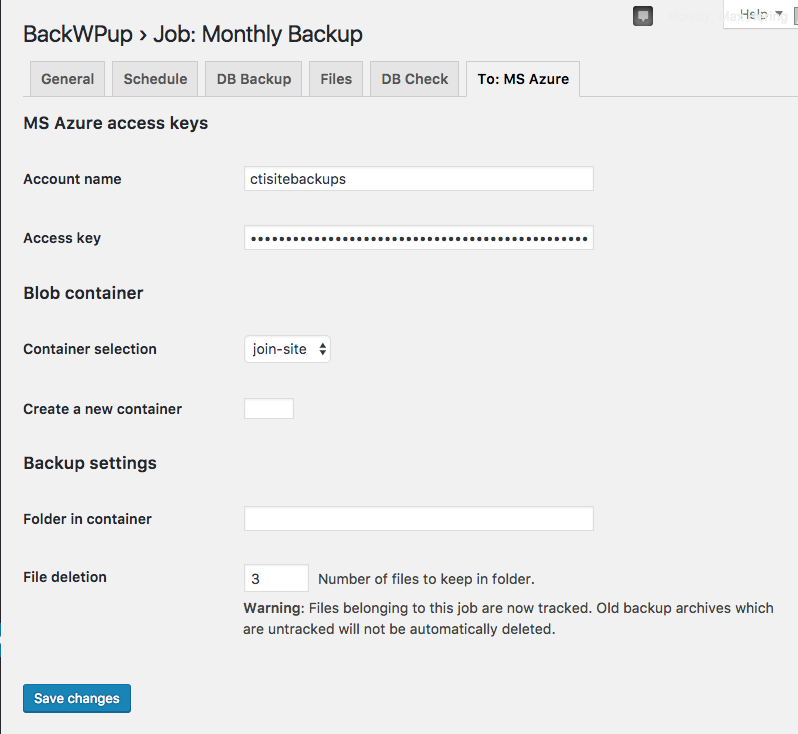 Help
BackWPup › Job: Monthly Backup
General Schedule DB Backup Files DB Check To: MS Azure
MS Azure access keys
Account name ctisitebackups
Access key ••••••••••••••••••••••••••••••••••••••••••••••••
Blob container
Container selection join-site
Create a new container
Backup settings
Folder in container
File deletion 3 Number of files to keep in folder.
Warning: Files belonging to this job are now tracked. Old backup archives which
are untracked will not be automatically deleted.
Save changes